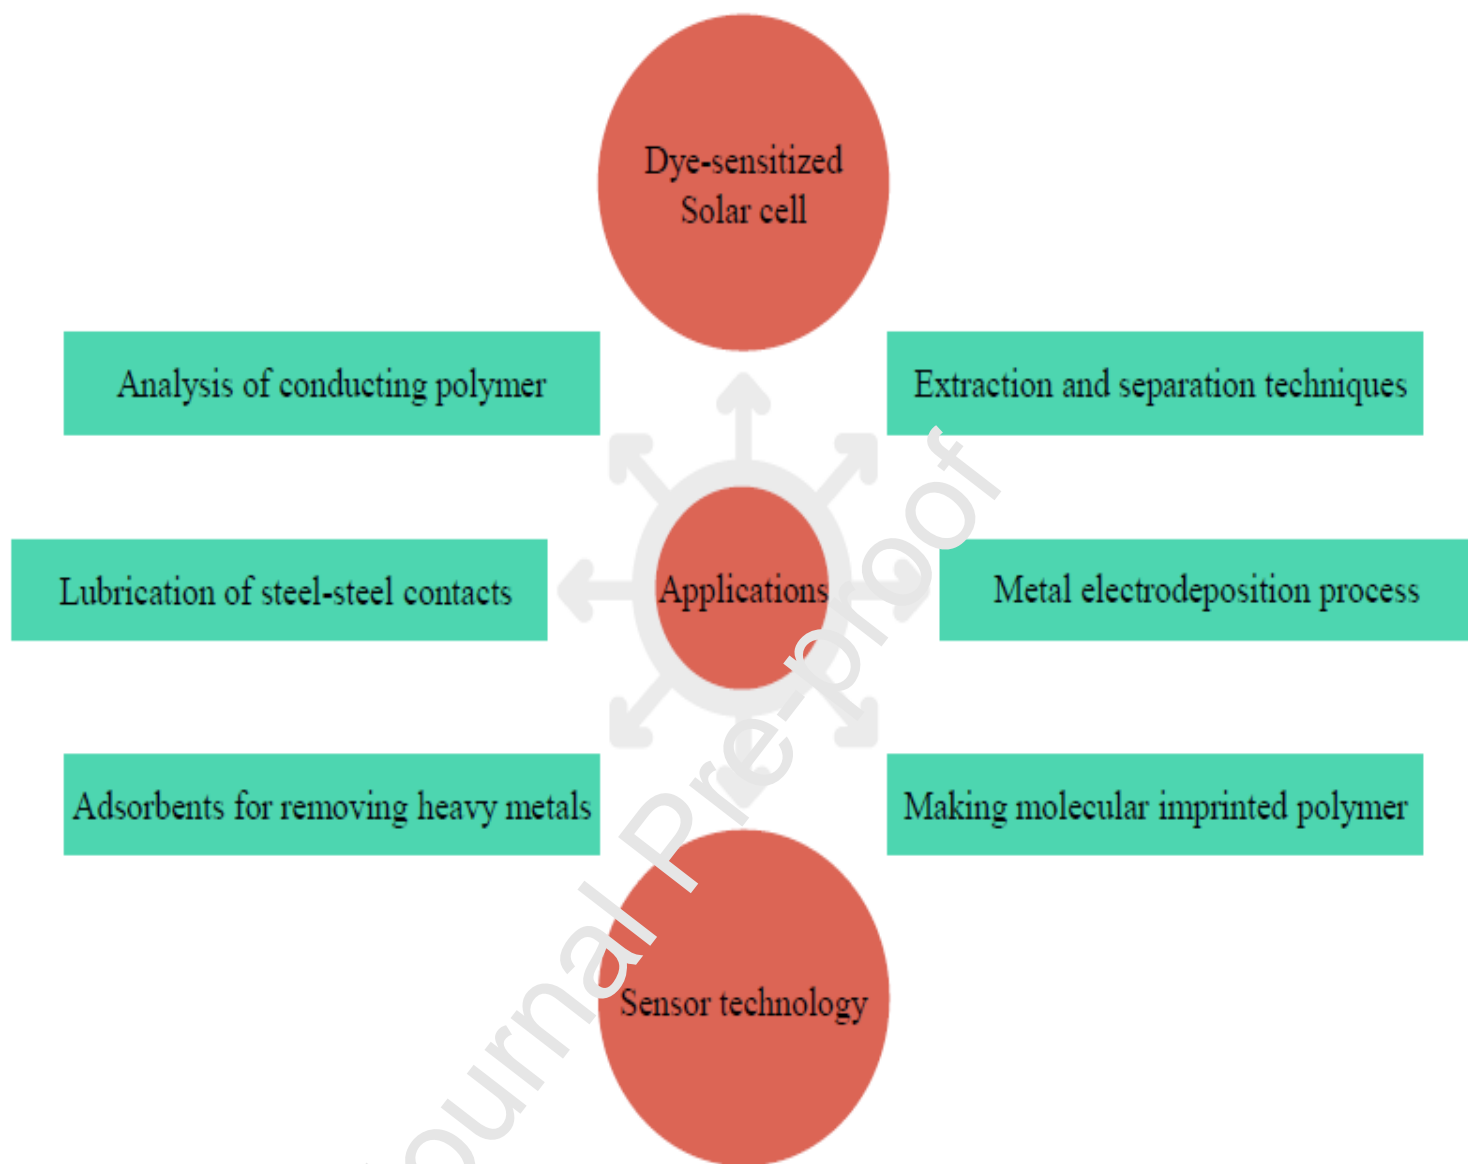 Dye-sensitized
Solar cell
Analysis of conducting polymer
Extraction and separation techniques
Lubrication of steel-steel contacts
Applications
Metal electrodeposition process
Adsorbents for removing heavy metals
Making molecular imprinted polymer
Sensor technology
Journal Pre-proof